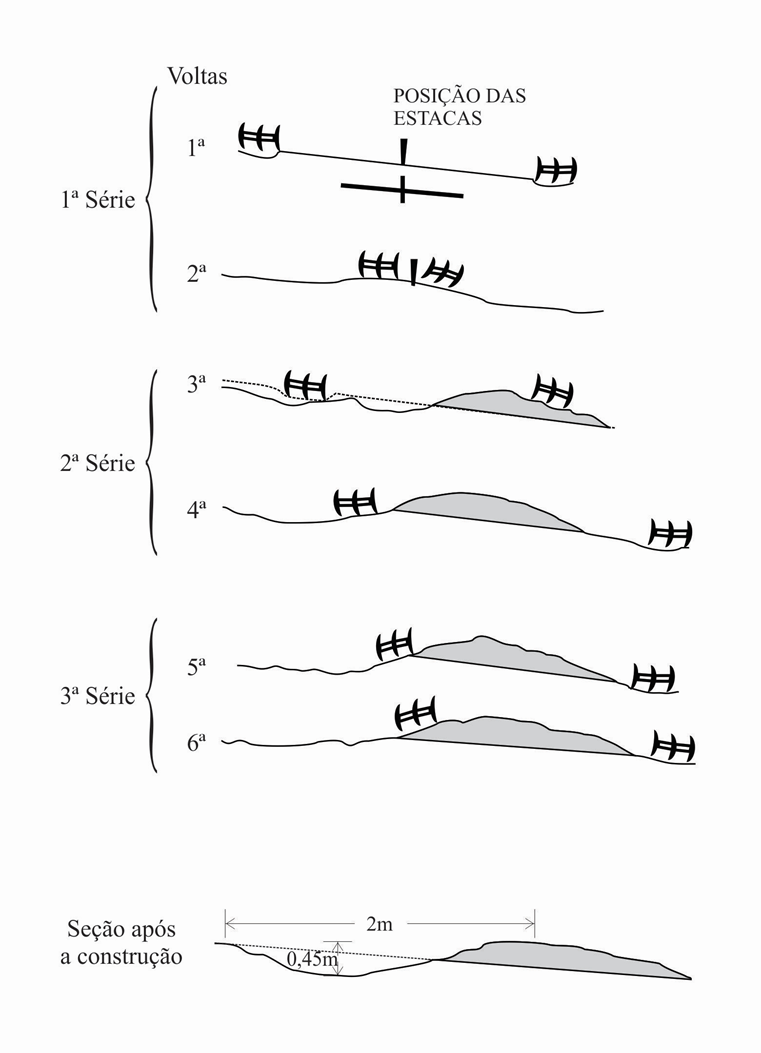 Voltas
POSIÇÃO DAS
ESTACAS
1ª Série
1ª
2ª
2ª Série
3ª
4ª
3ª Série
5ª
6ª
Seção após
a construção
2m
0,45m